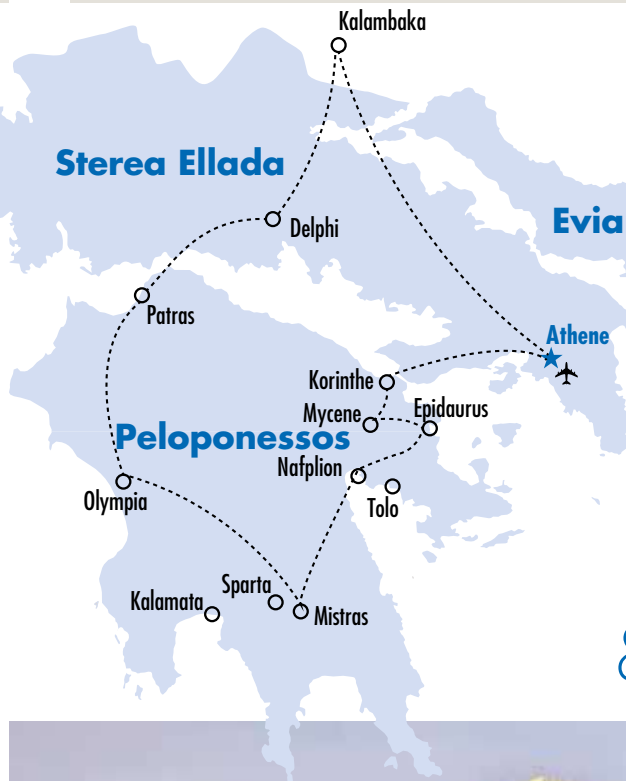 Kalambaka
Sterea Ellada
Evia
Delphi
Patras
Athene
Korinthe
Mycene
Epidaurus
Peloponessos
Nafplion
Olympia
Tolo
Sparta
Kalamata
Mistras